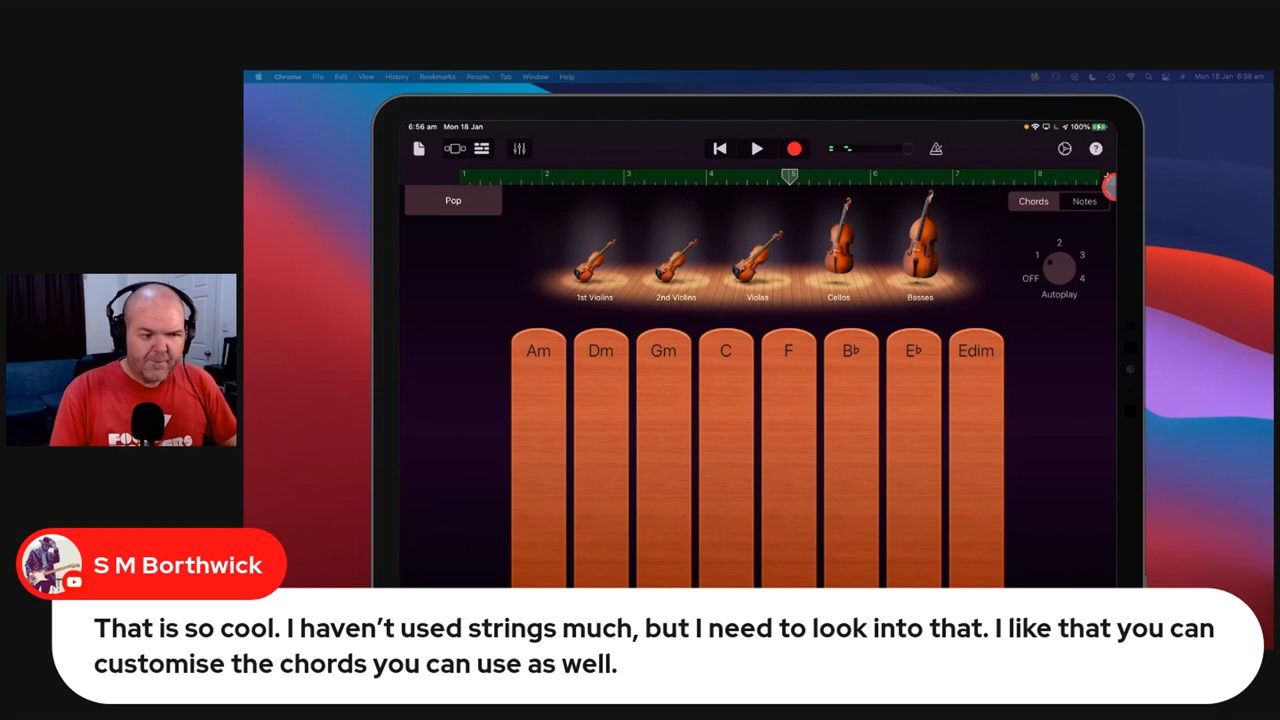 Chrome File Edit View History Bookmarks People Tab Window Help Mon 18 Jan 6:56 am
6:56 am Mon 18 Jan 100%
1 2 3 4 5 6 7 8
Pop
Chords Notes
1 2 3 4 OFF
Autoplay
1st Violins 2nd Violins Violas Cellos Basses
Am Dm Gm C F B♭ E♭ Edim
S M Borthwick
That is so cool. I haven’t used strings much, but I need to look into that. I like that you can
customise the chords you can use as well.